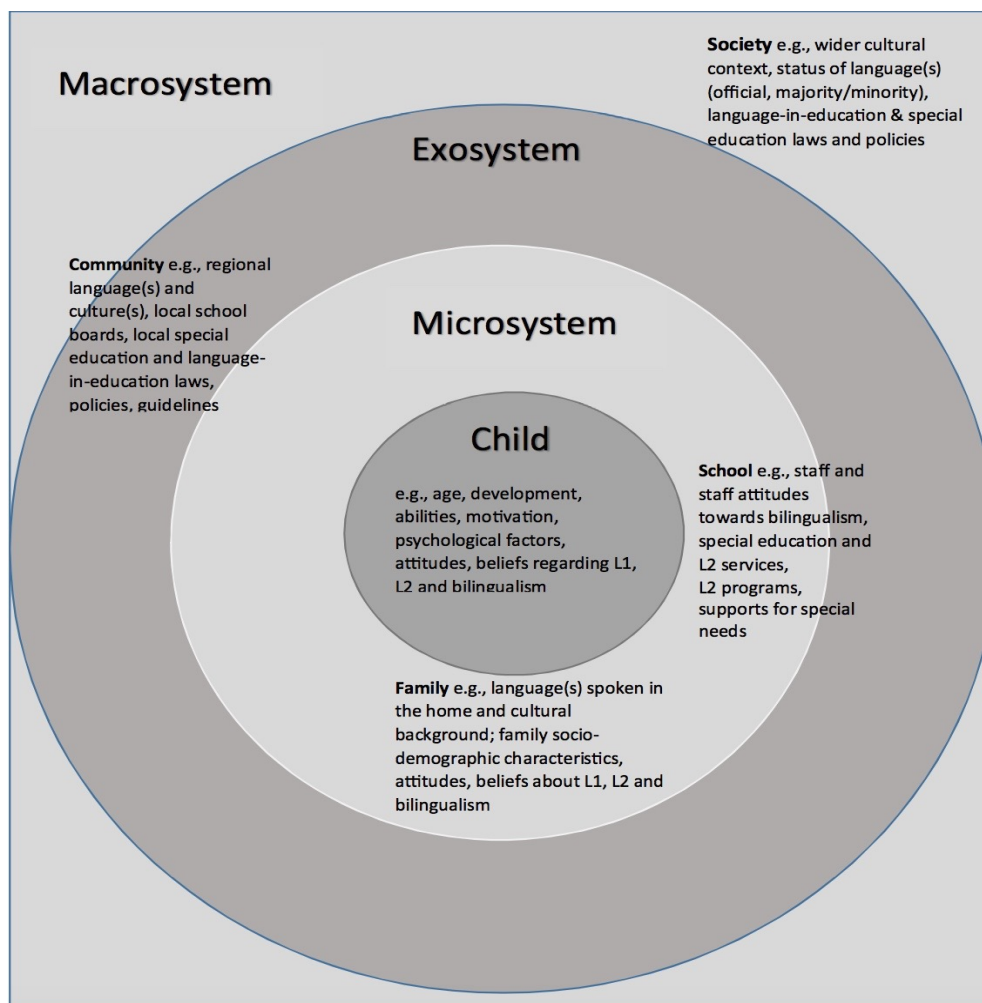 Macrosystem
Society e.g., wider cultural
context, status of language(s)
(official, majority/minority),
language-in-education & special
education laws and policies
Exosystem
Community e.g., regional
language(s) and
culture(s), local school
boards, local special
education and language-
in-education laws,
policies, guidelines
Microsystem
Child
e.g., age, development,
abilities, motivation,
psychological factors,
attitudes, beliefs regarding L1,
L2 and bilingualism
School e.g., staff and
staff attitudes
towards bilingualism,
special education and
L2 services,
L2 programs,
supports for special
needs
Family e.g., language(s) spoken in
the home and cultural
background; family socio-
demographic characteristics,
attitudes, beliefs about L1, L2 and
bilingualism